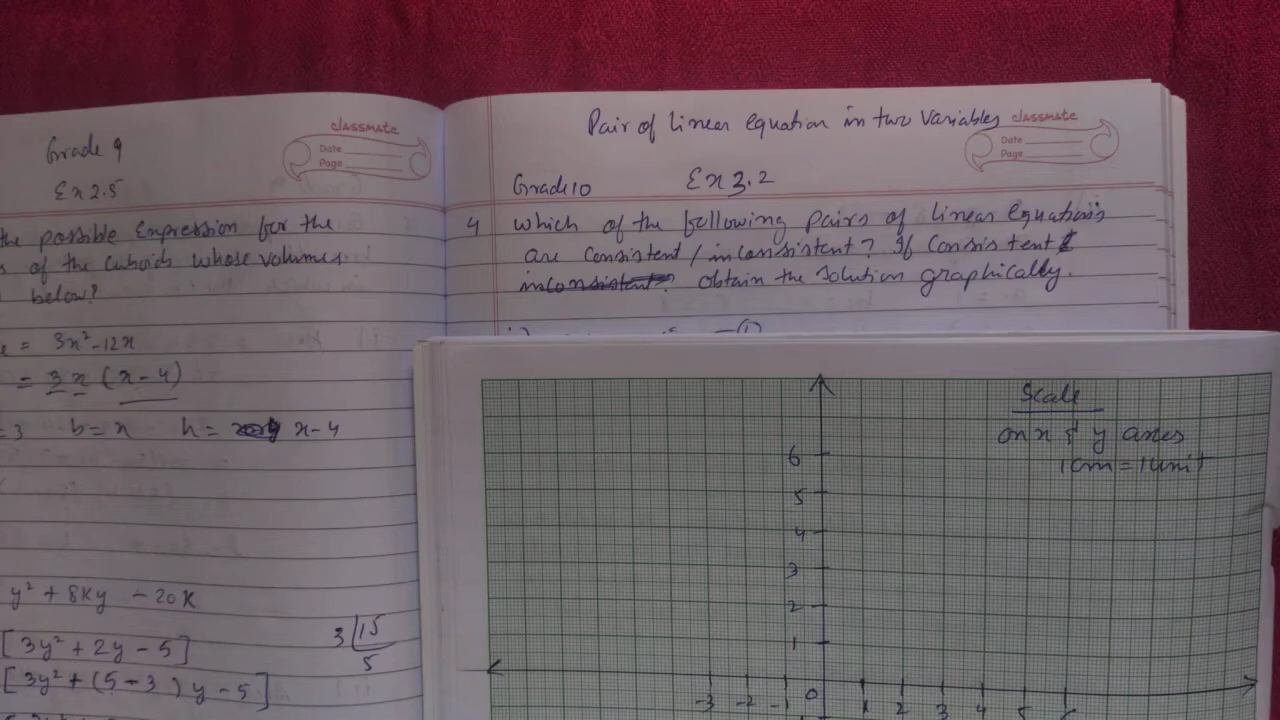 Grade 9
Ex 2.5
classmate
Date
Page
the possible Expression for the
s of the cuboids whose volumes
below?
= 3x²-12x
= 3 x (x-4)
=3 b=x h= x-4
y² + 8ky - 20k
[3y² + 2y - 5]
3 15
5
[3y² + (5-3) y - 5]
Pair of linear equation in two variables
classmate
Date
Page
Grade 10 Ex 3.2
4 which of the following pairs of linear equations
are consistent / inconsistent? If consistent
inconsistent? obtain the solution graphically.
-(1)
Scale
on x & y axes
1cm = 1unit
6
5
4
3
2
1
-3 -2 -1 0 1 2 3 4 5